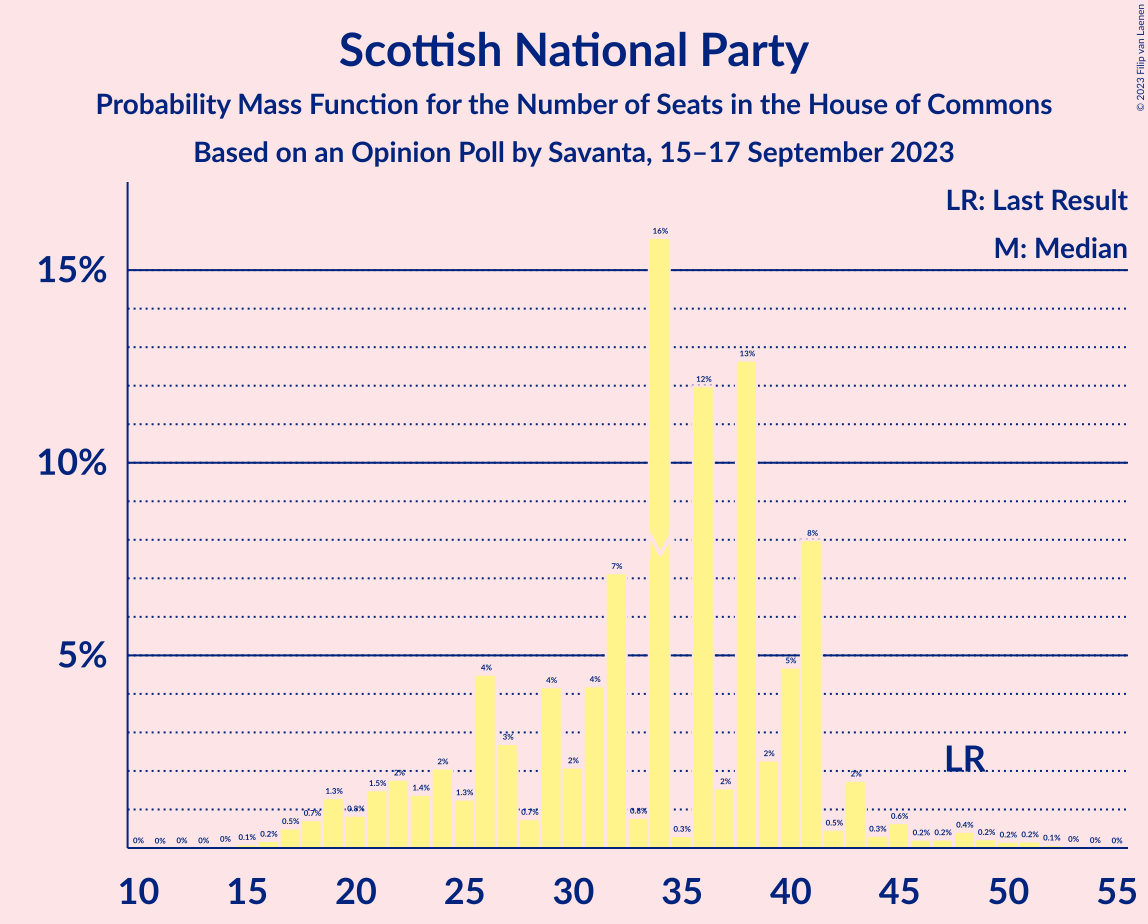 Scottish National Party
Probability Mass Function for the Number of Seats in the House of Commons
Based on an Opinion Poll by Savanta, 15–17 September 2023
© 2023 Filip van Laenen
LR: Last Result
M: Median
15%
10%
5%
0% 0% 0% 0% 0% 0.1% 0.2% 0.5% 0.7% 1.3% 0.8% 1.5% 2% 1.4% 2% 1.3% 4% 3% 0.7% 4% 2% 4% 7% 0.8% 16% 0.3% 12% 2% 13% 2% 5% 8% 0.5% 2% 0.3% 0.6% 0.2% 0.2% 0.4% 0.2% 0.2% 0.2% 0.1% 0% 0% 0%
LR
10 15 20 25 30 35 40 45 50 55